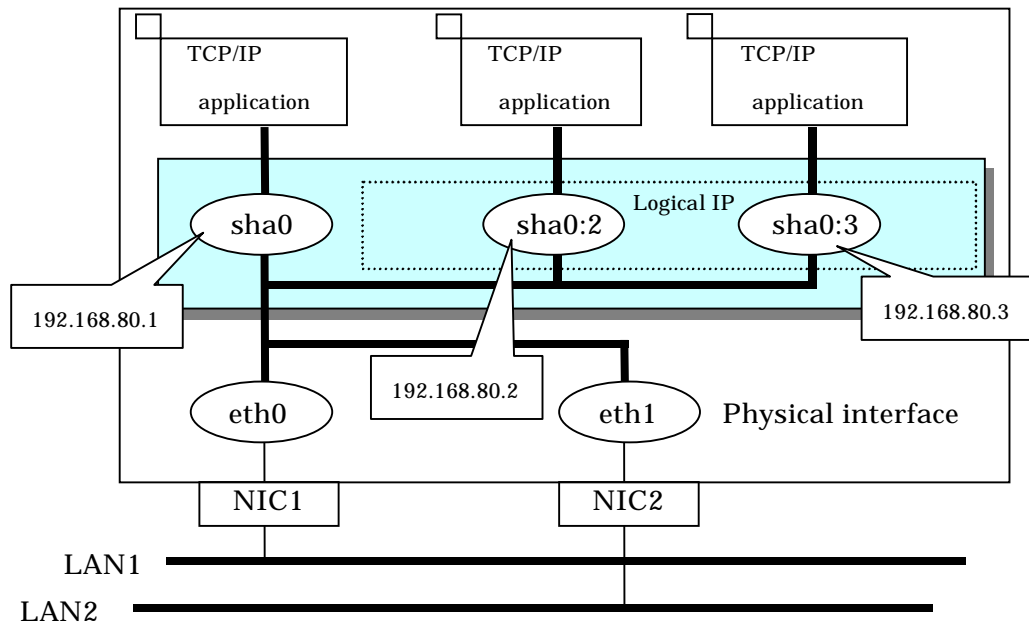 TCP/IP
application
TCP/IP
application
TCP/IP
application
sha0
sha0:2
Logical IP
sha0:3
192.168.80.1
192.168.80.2
192.168.80.3
eth0
eth1
Physical interface
NIC1
NIC2
LAN1
LAN2